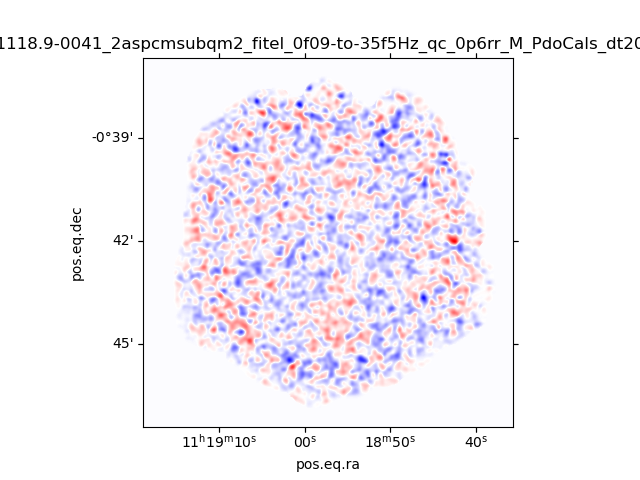 1118.9-0041_2aspcmsubqm2_fitel_0f09-to-35f5Hz_qc_0p6rr_M_PdoCals_dt20
-0°39'
42'
45'
pos.eq.dec
11h19m10s 00s 18m50s 40s
pos.eq.ra